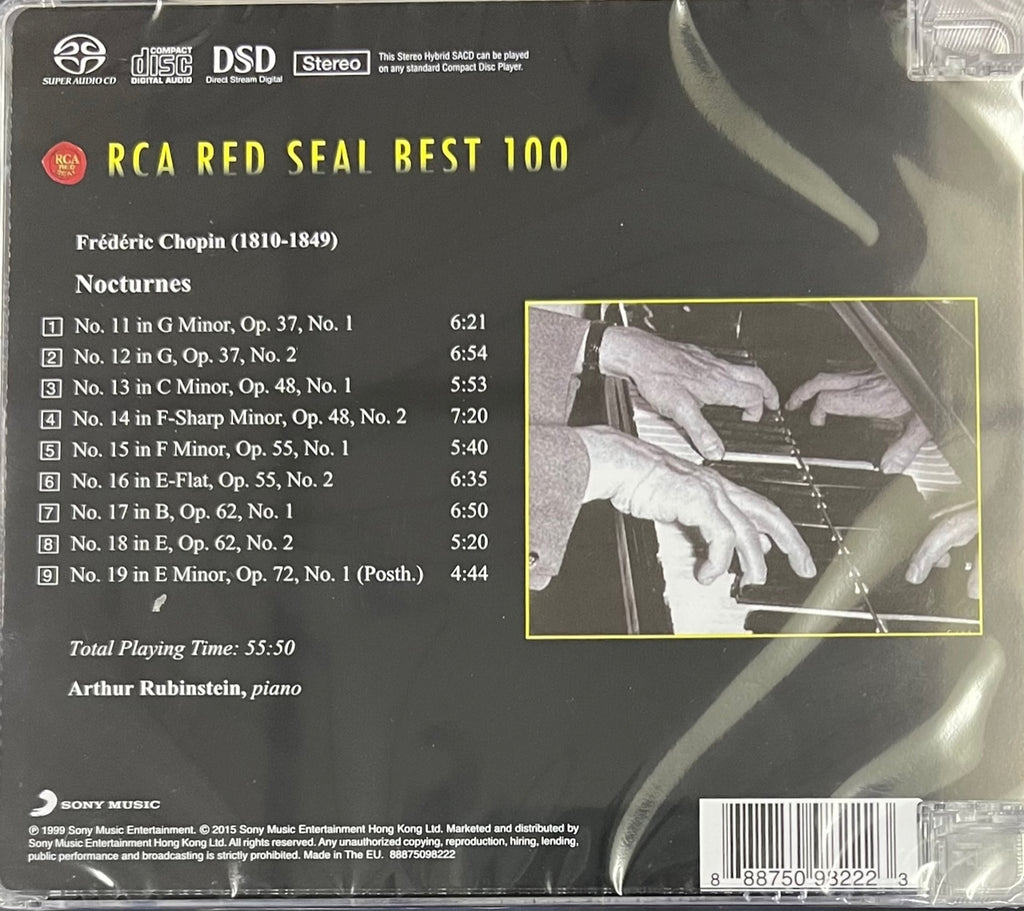 SUPER AUDIO CD
COMPACT
disc
DIGITAL AUDIO
DSD
Direct Stream Digital
Stereo
This Stereo Hybrid SACD can be played
on any standard Compact Disc Player.
RCA
RED
SEAL
RCA RED SEAL BEST 100
Frédéric Chopin (1810-1849)
Nocturnes
1 No. 11 in G Minor, Op. 37, No. 1 6:21
2 No. 12 in G, Op. 37, No. 2 6:54
3 No. 13 in C Minor, Op. 48, No. 1 5:53
4 No. 14 in F-Sharp Minor, Op. 48, No. 2 7:20
5 No. 15 in F Minor, Op. 55, No. 1 5:40
6 No. 16 in E-Flat, Op. 55, No. 2 6:35
7 No. 17 in B, Op. 62, No. 1 6:50
8 No. 18 in E, Op. 62, No. 2 5:20
9 No. 19 in E Minor, Op. 72, No. 1 (Posth.) 4:44
Total Playing Time: 55:50
Arthur Rubinstein, piano
SONY MUSIC
℗ 1999 Sony Music Entertainment. © 2015 Sony Music Entertainment Hong Kong Ltd. Marketed and distributed by
Sony Music Entertainment Hong Kong Ltd. All rights reserved. Any unauthorized copying, reproduction, hiring, lending,
public performance and broadcasting is strictly prohibited. Made in The EU. 88875098222
8 88750 98222 3